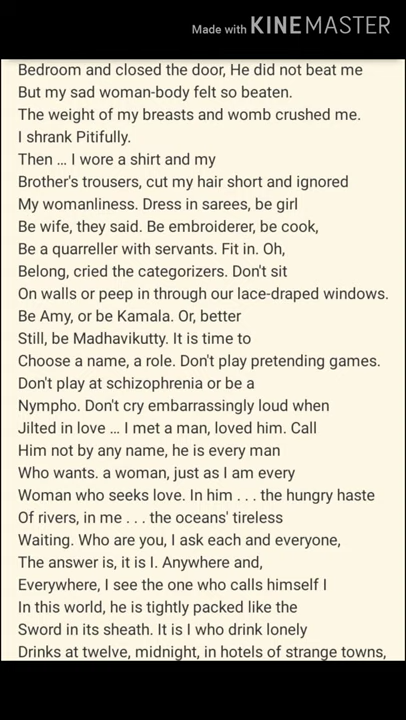 Made with KINEMASTER
Bedroom and closed the door, He did not beat me
But my sad woman-body felt so beaten.
The weight of my breasts and womb crushed me.
I shrank Pitifully.
Then … I wore a shirt and my
Brother's trousers, cut my hair short and ignored
My womanliness. Dress in sarees, be girl
Be wife, they said. Be embroiderer, be cook,
Be a quarreller with servants. Fit in. Oh,
Belong, cried the categorizers. Don't sit
On walls or peep in through our lace-draped windows.
Be Amy, or be Kamala. Or, better
Still, be Madhavikutty. It is time to
Choose a name, a role. Don't play pretending games.
Don't play at schizophrenia or be a
Nympho. Don't cry embarrassingly loud when
Jilted in love … I met a man, loved him. Call
Him not by any name, he is every man
Who wants. a woman, just as I am every
Woman who seeks love. In him . . . the hungry haste
Of rivers, in me . . . the oceans' tireless
Waiting. Who are you, I ask each and everyone,
The answer is, it is I. Anywhere and,
Everywhere, I see the one who calls himself I
In this world, he is tightly packed like the
Sword in its sheath. It is I who drink lonely
Drinks at twelve, midnight, in hotels of strange towns,